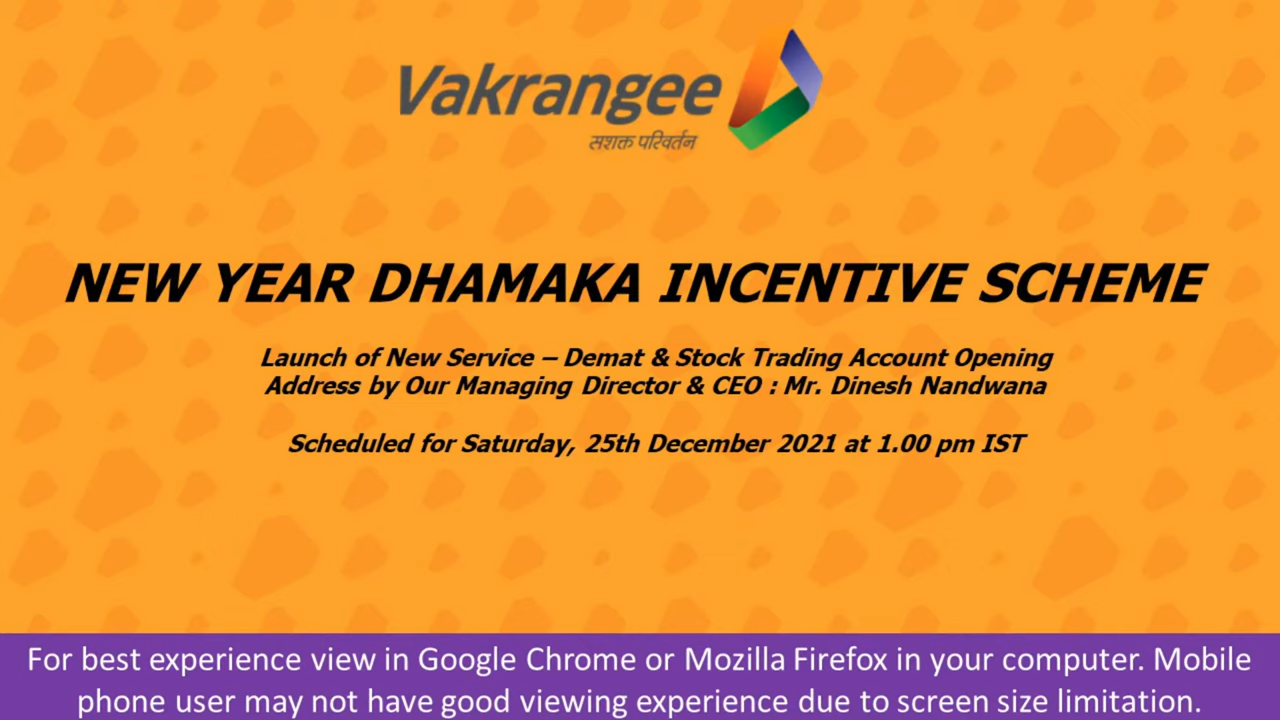 Vakrangee
सशक्त परिवर्तन
NEW YEAR DHAMAKA INCENTIVE SCHEME
Launch of New Service – Demat & Stock Trading Account Opening
Address by Our Managing Director & CEO : Mr. Dinesh Nandwana
Scheduled for Saturday, 25th December 2021 at 1.00 pm IST
For best experience view in Google Chrome or Mozilla Firefox in your computer. Mobile
phone user may not have good viewing experience due to screen size limitation.